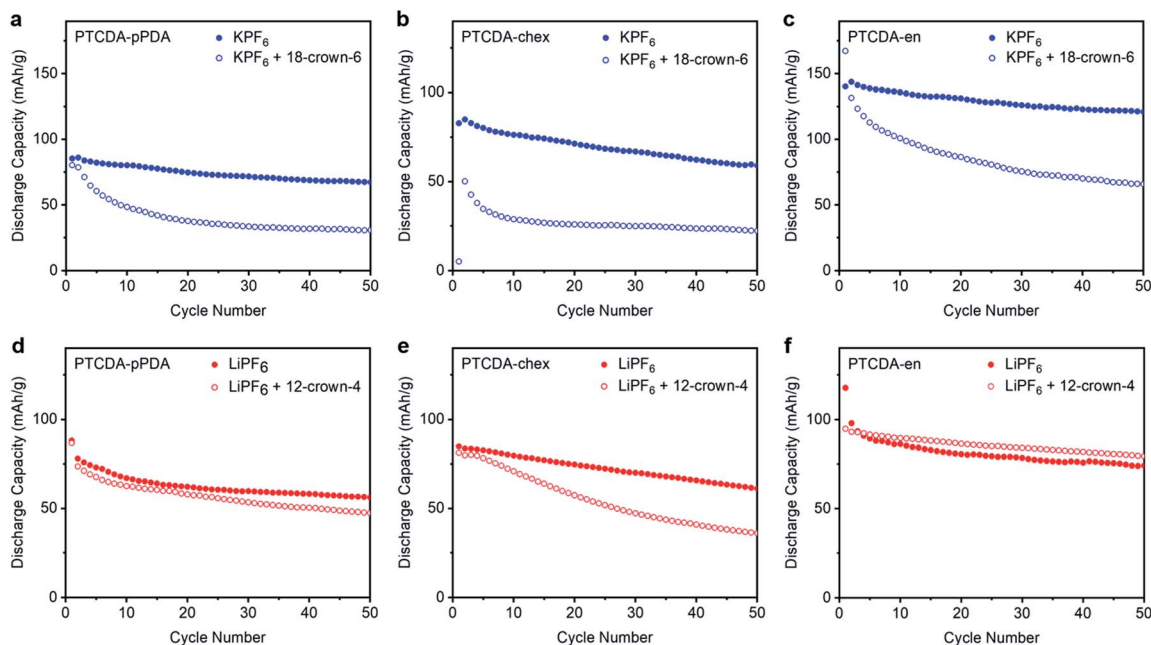 a
PTCDA-pPDA
KPF6
KPF6 + 18-crown-6
Discharge Capacity (mAh/g)
150
100
50
0
0 10 20 30 40 50
Cycle Number
b
PTCDA-chex
KPF6
KPF6 + 18-crown-6
Discharge Capacity (mAh/g)
100
50
0
0 10 20 30 40 50
Cycle Number
c
PTCDA-en
KPF6
KPF6 + 18-crown-6
Discharge Capacity (mAh/g)
150
100
50
0
0 10 20 30 40 50
Cycle Number
d
PTCDA-pPDA
LiPF6
LiPF6 + 12-crown-4
Discharge Capacity (mAh/g)
100
50
0
0 10 20 30 40 50
Cycle Number
e
PTCDA-chex
LiPF6
LiPF6 + 12-crown-4
Discharge Capacity (mAh/g)
100
50
0
0 10 20 30 40 50
Cycle Number
f
PTCDA-en
LiPF6
LiPF6 + 12-crown-4
Discharge Capacity (mAh/g)
100
50
0
0 10 20 30 40 50
Cycle Number